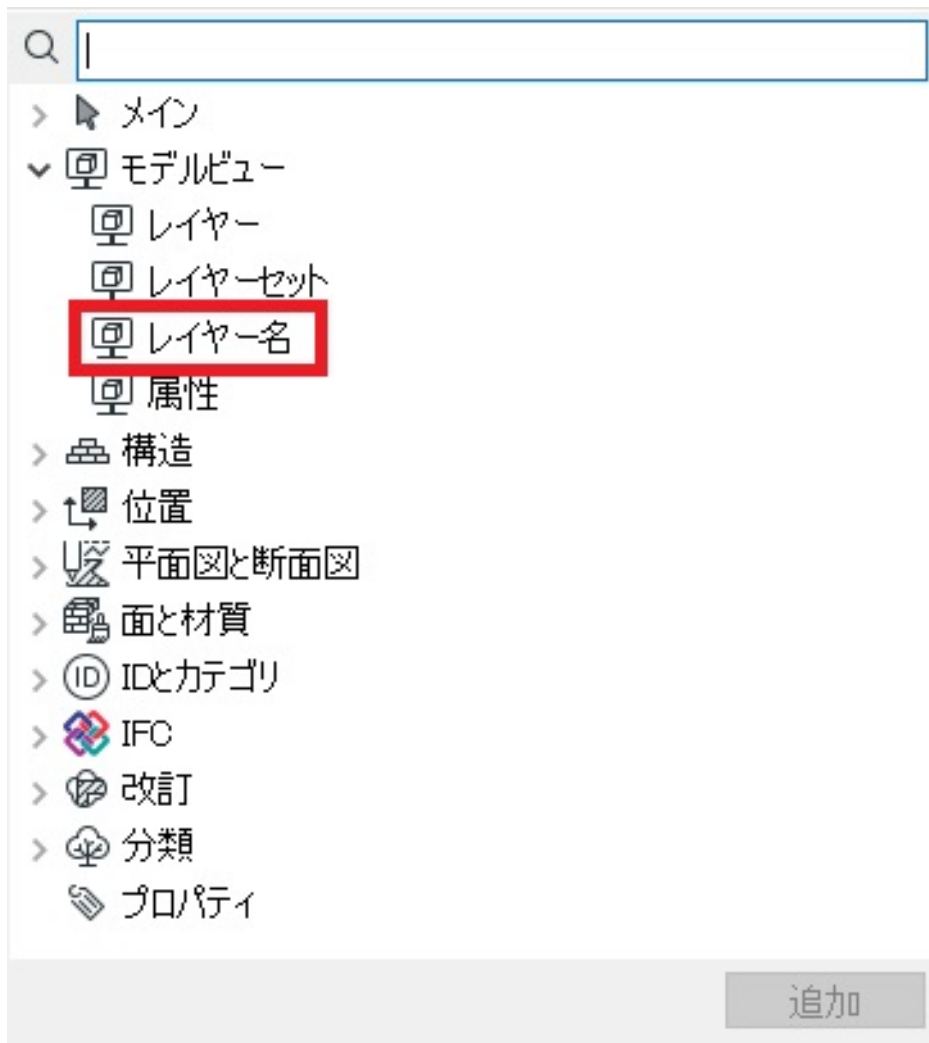 メイン
モデルビュー
レイヤー
レイヤーセット
レイヤー名
属性
構造
位置
平面図と断面図
面と材質
ID IDとカテゴリ
IFC
改訂
分類
プロパティ
追加